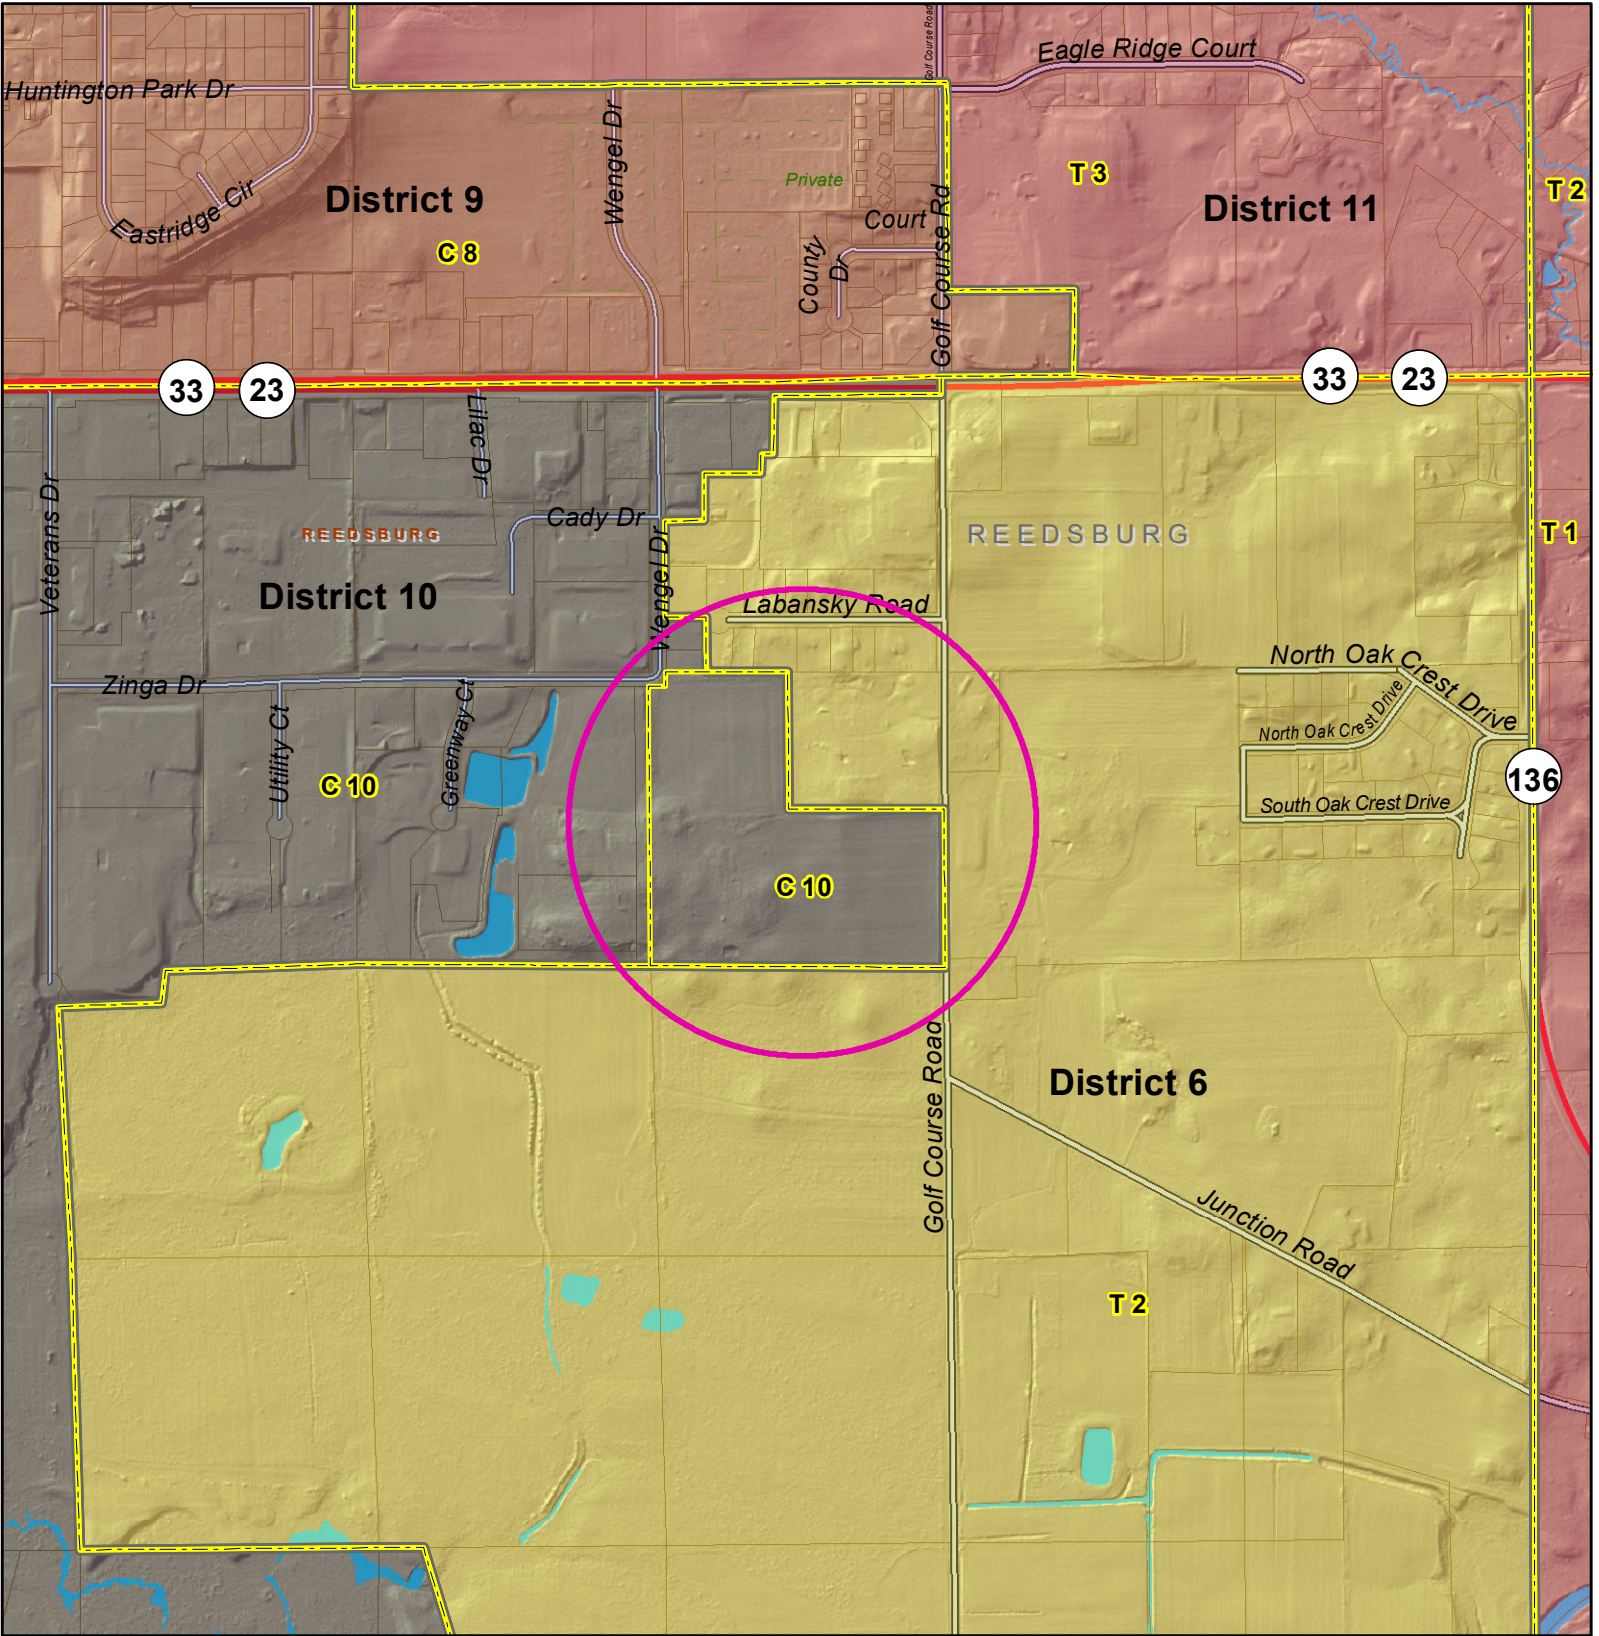 Golf Course Road
Eagle Ridge Court
Huntington Park Dr
Wengel Dr
T 3
Private
T 2
Eastridge Cir
District 9
District 11
Court
Golf Course Rd
C 8
County
Dr
33
23
33
23
Lilac Dr
Veterans Dr
Cady Dr
REEDSBURG
REEDSBURG
T 1
Wengel Dr
District 10
Labansky Road
North Oak Crest Drive
Zinga Dr
North Oak Crest Drive
Utility Ct
Greenway Ct
C 10
136
South Oak Crest Drive
C 10
Golf Course Road
District 6
Junction Road
T 2